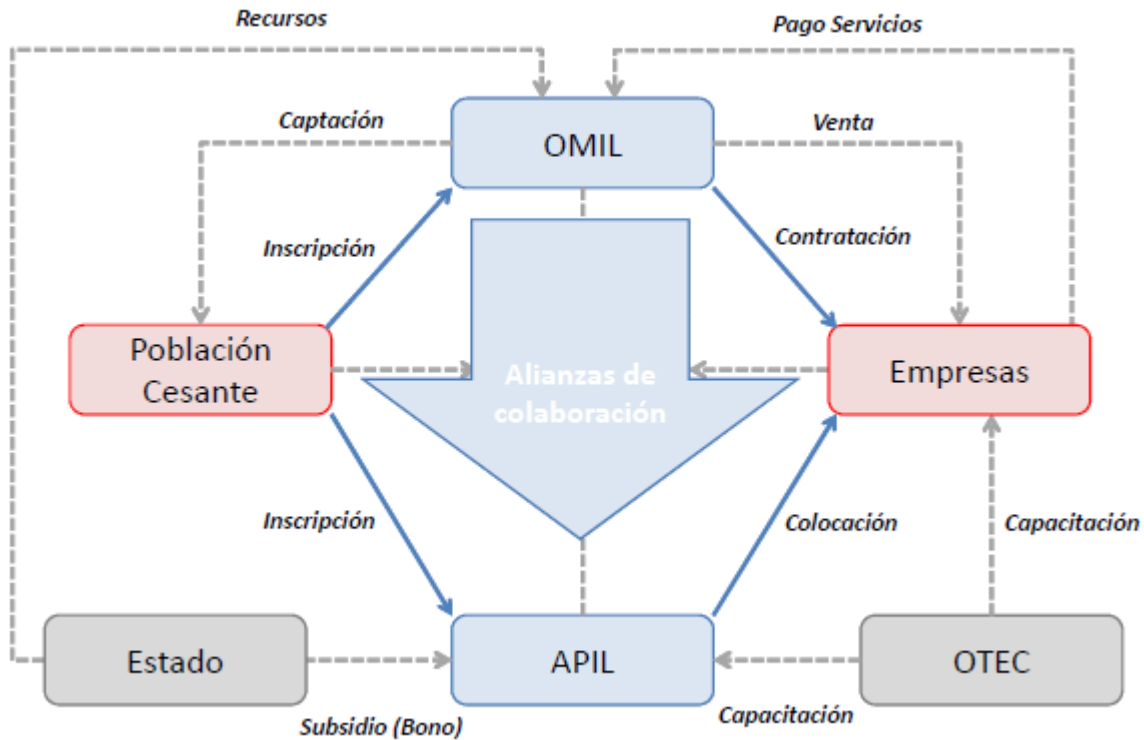 Recursos
Pago Servicios
Captación
OMIL
Venta
Inscripción
Contratación
Población
Cesante
Alianzas de
colaboración
Empresas
Inscripción
Colocación
Capacitación
Estado
APIL
OTEC
Subsidio (Bono)
Capacitación